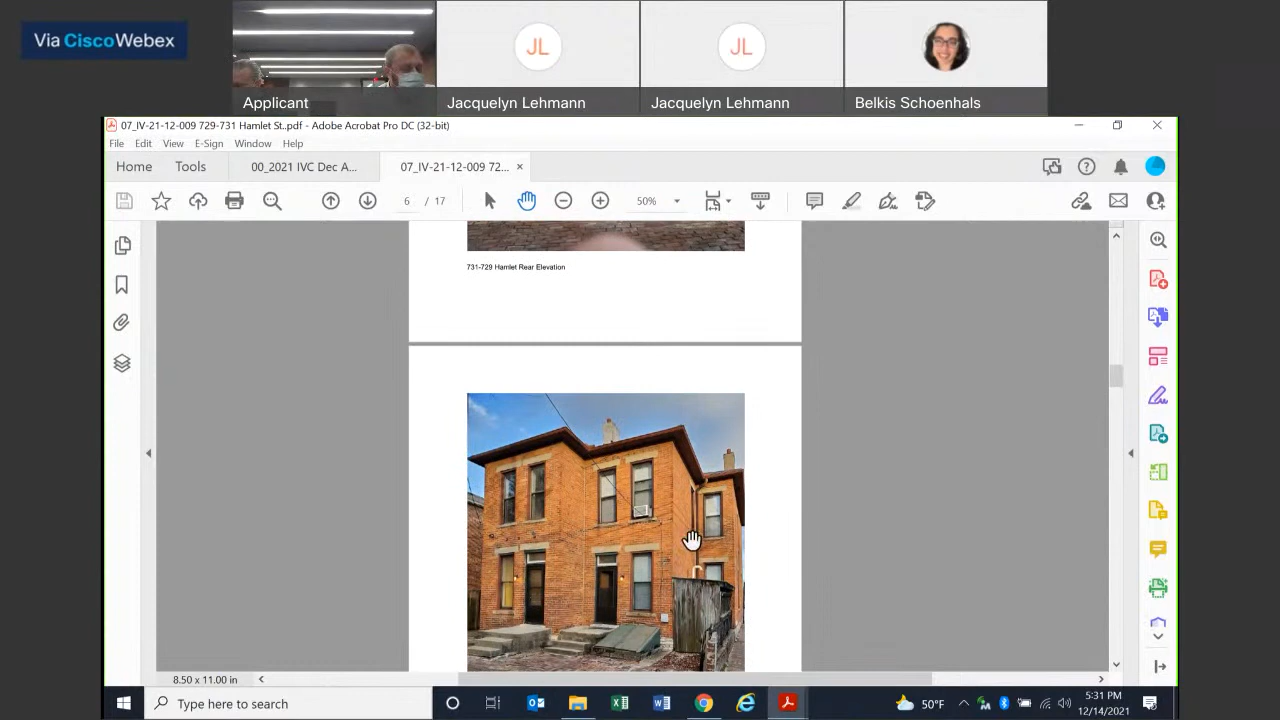 Via Cisco Webex
Applicant
Jacquelyn Lehmann
Jacquelyn Lehmann
Belkis Schoenhals
JL
JL
07_IV-21-12-009 729-731 Hamlet St..pdf - Adobe Acrobat Pro DC (32-bit)
File Edit View E-Sign Window Help
Home Tools 00_2021 IVC Dec A... 07_IV-21-12-009 72... ×
6 / 17 50%
731-729 Hamlet Rear Elevation
8.50 x 11.00 in
Type here to search
50°F
5:31 PM
12/14/2021